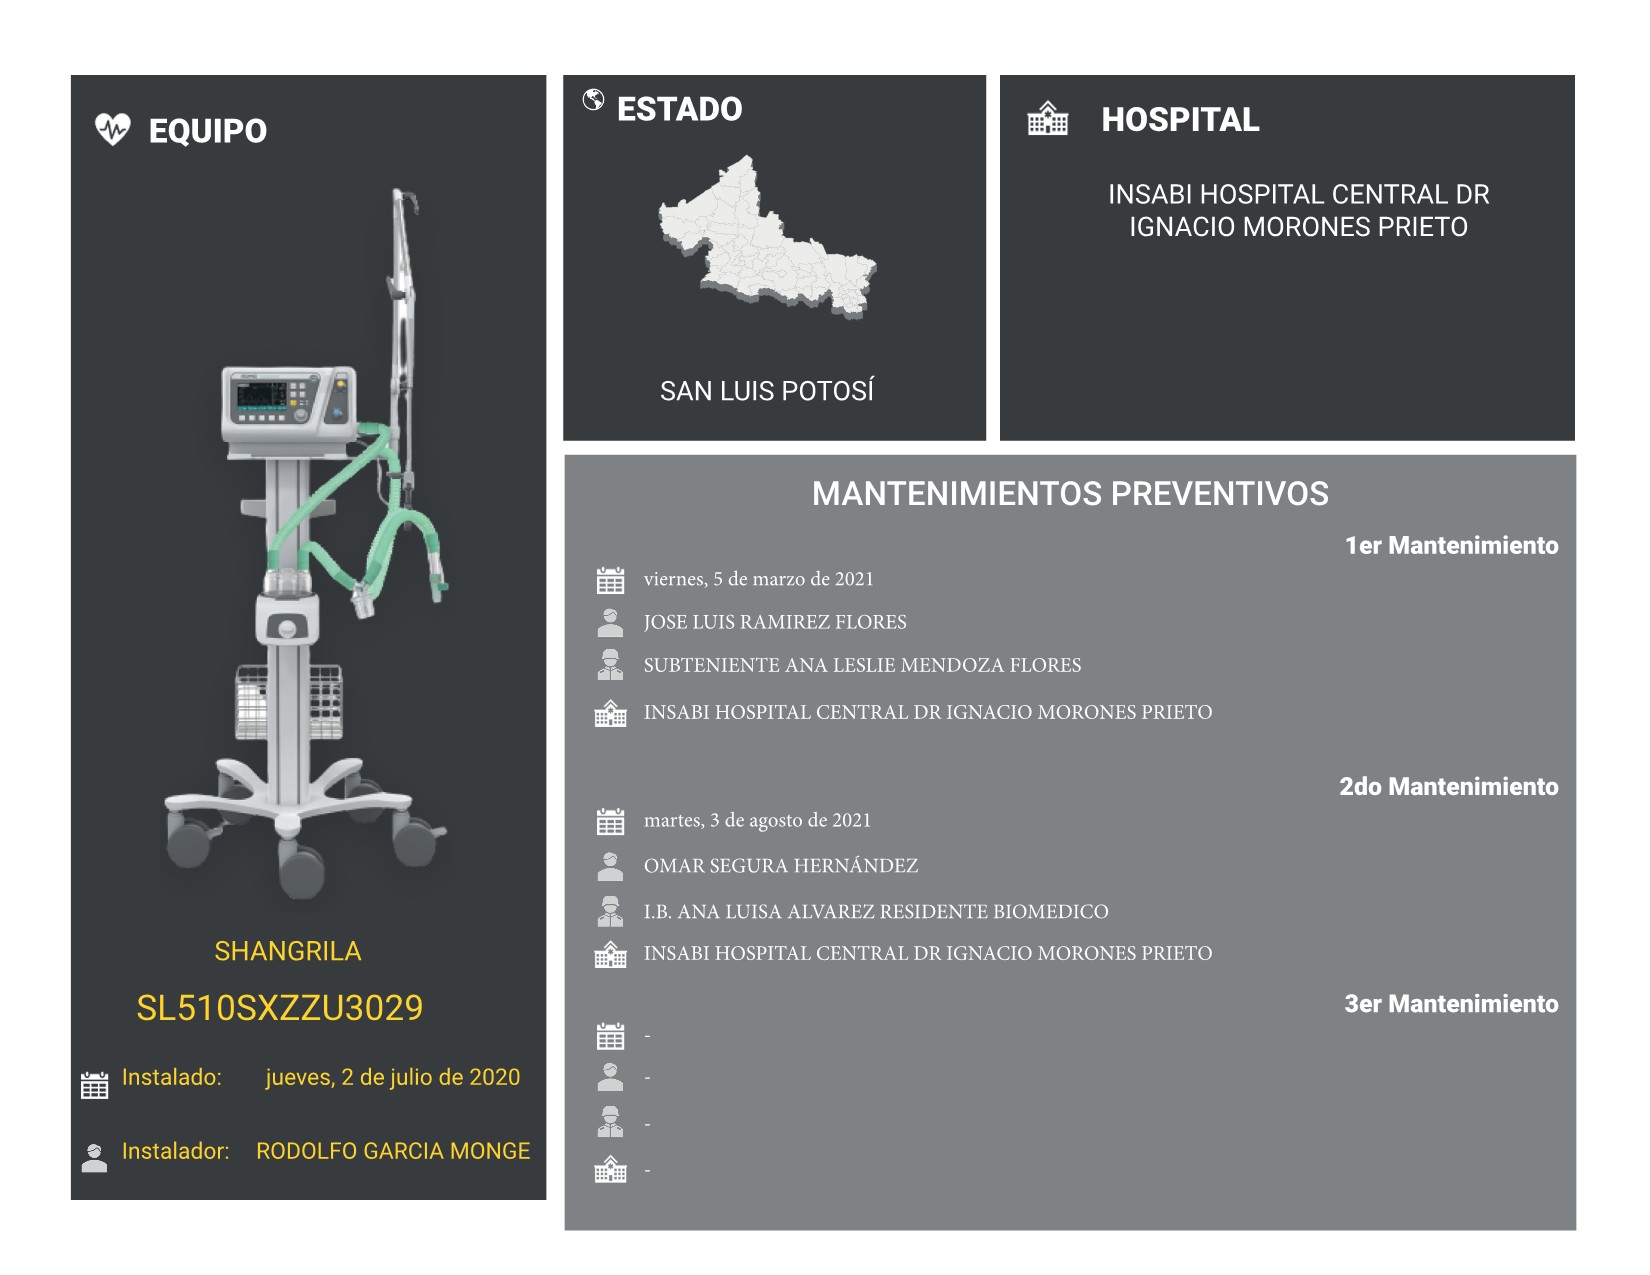 EQUIPO
SHANGRILA
SL510SXZZU3029
Instalado: jueves, 2 de julio de 2020
Instalador: RODOLFO GARCIA MONGE
ESTADO
SAN LUIS POTOSÍ
HOSPITAL
INSABI HOSPITAL CENTRAL DR
IGNACIO MORONES PRIETO
MANTENIMIENTOS PREVENTIVOS
1er Mantenimiento
viernes, 5 de marzo de 2021
JOSE LUIS RAMIREZ FLORES
SUBTENIENTE ANA LESLIE MENDOZA FLORES
INSABI HOSPITAL CENTRAL DR IGNACIO MORONES PRIETO
2do Mantenimiento
martes, 3 de agosto de 2021
OMAR SEGURA HERNÁNDEZ
I.B. ANA LUISA ALVAREZ RESIDENTE BIOMEDICO
INSABI HOSPITAL CENTRAL DR IGNACIO MORONES PRIETO
3er Mantenimiento
-
-
-
-